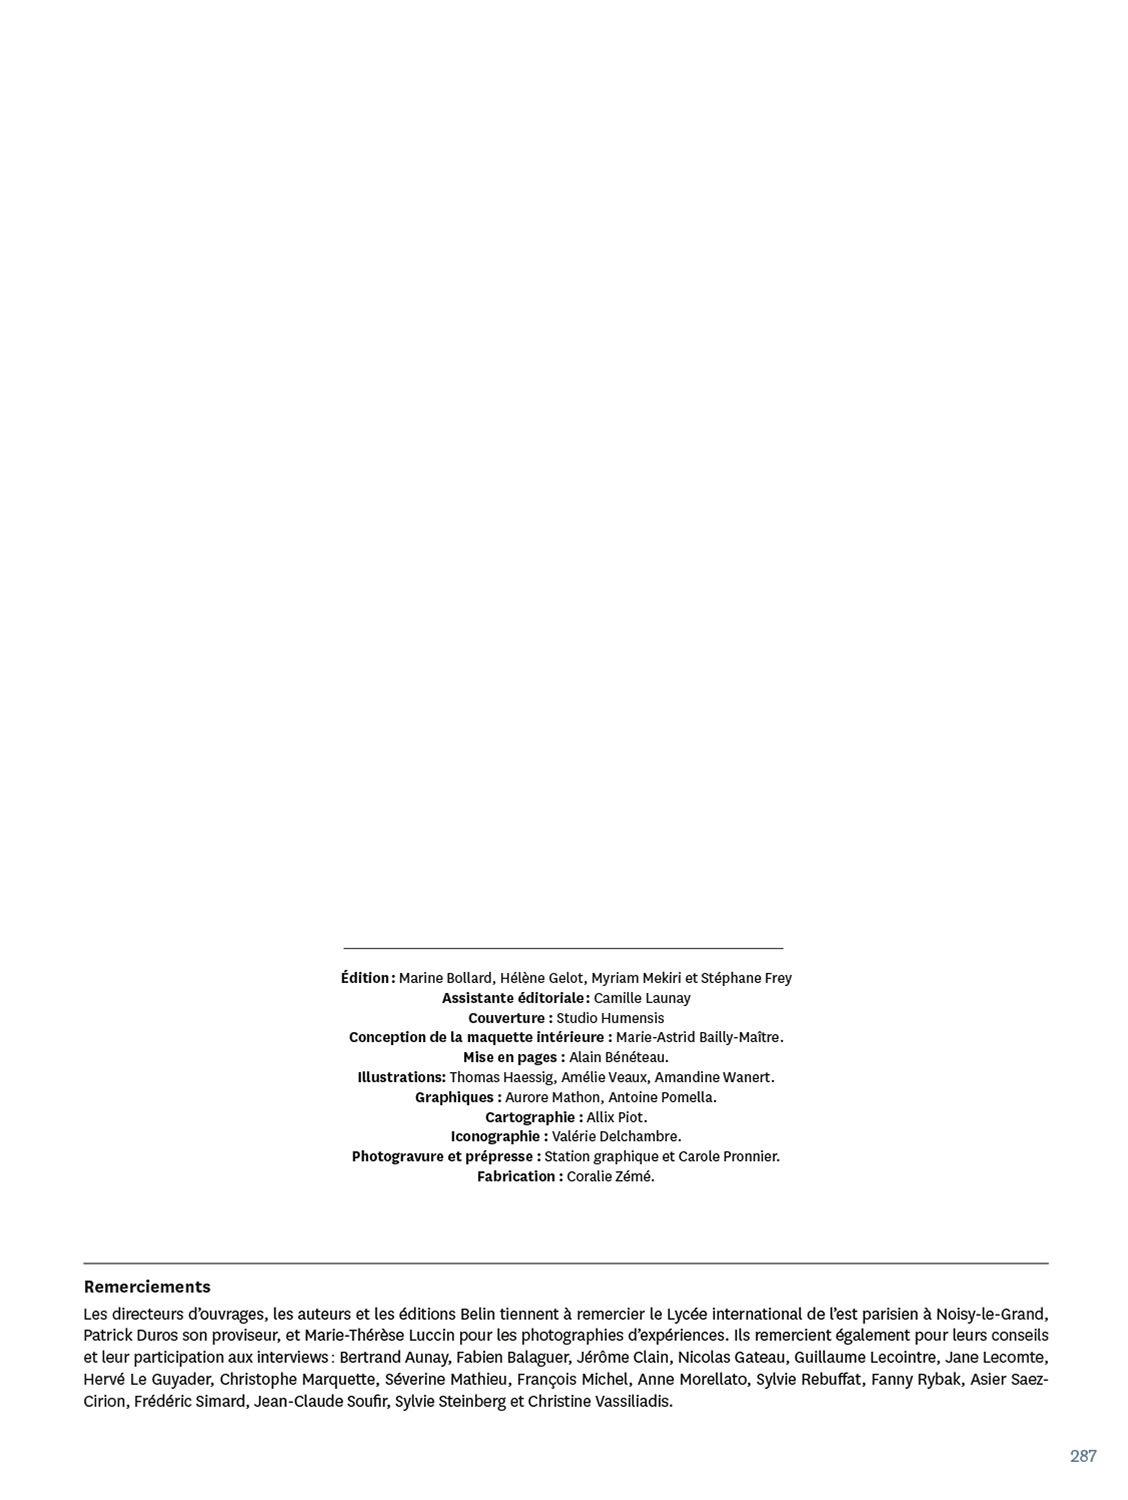 Édition : Marine Bollard, Hélène Gelot, Myriam Mekiri et Stéphane Frey
Assistante éditoriale : Camille Launay
Couverture : Studio Humensis
Conception de la maquette intérieure : Marie-Astrid Bailly-Maître.
Mise en pages : Alain Bénéteau.
Illustrations: Thomas Haessig, Amélie Veaux, Amandine Wanert.
Graphiques : Aurore Mathon, Antoine Pomella.
Cartographie : Allix Piot.
Iconographie : Valérie Delchambre.
Photogravure et prépresse : Station graphique et Carole Pronnier.
Fabrication : Coralie Zémé.
Remerciements
Les directeurs d'ouvrages, les auteurs et les éditions Belin tiennent à remercier le Lycée international de l'est parisien à Noisy-le-Grand,
Patrick Duros son proviseur, et Marie-Thérèse Luccin pour les photographies d'expériences. Ils remercient également pour leurs conseils
et leur participation aux interviews : Bertrand Aunay, Fabien Balaguer, Jérôme Clain, Nicolas Gateau, Guillaume Lecointre, Jane Lecomte,
Hervé Le Guyader, Christophe Marquette, Séverine Mathieu, François Michel, Anne Morellato, Sylvie Rebuffat, Fanny Rybak, Asier Saez-
Cirion, Frédéric Simard, Jean-Claude Soufir, Sylvie Steinberg et Christine Vassiliadis.
287